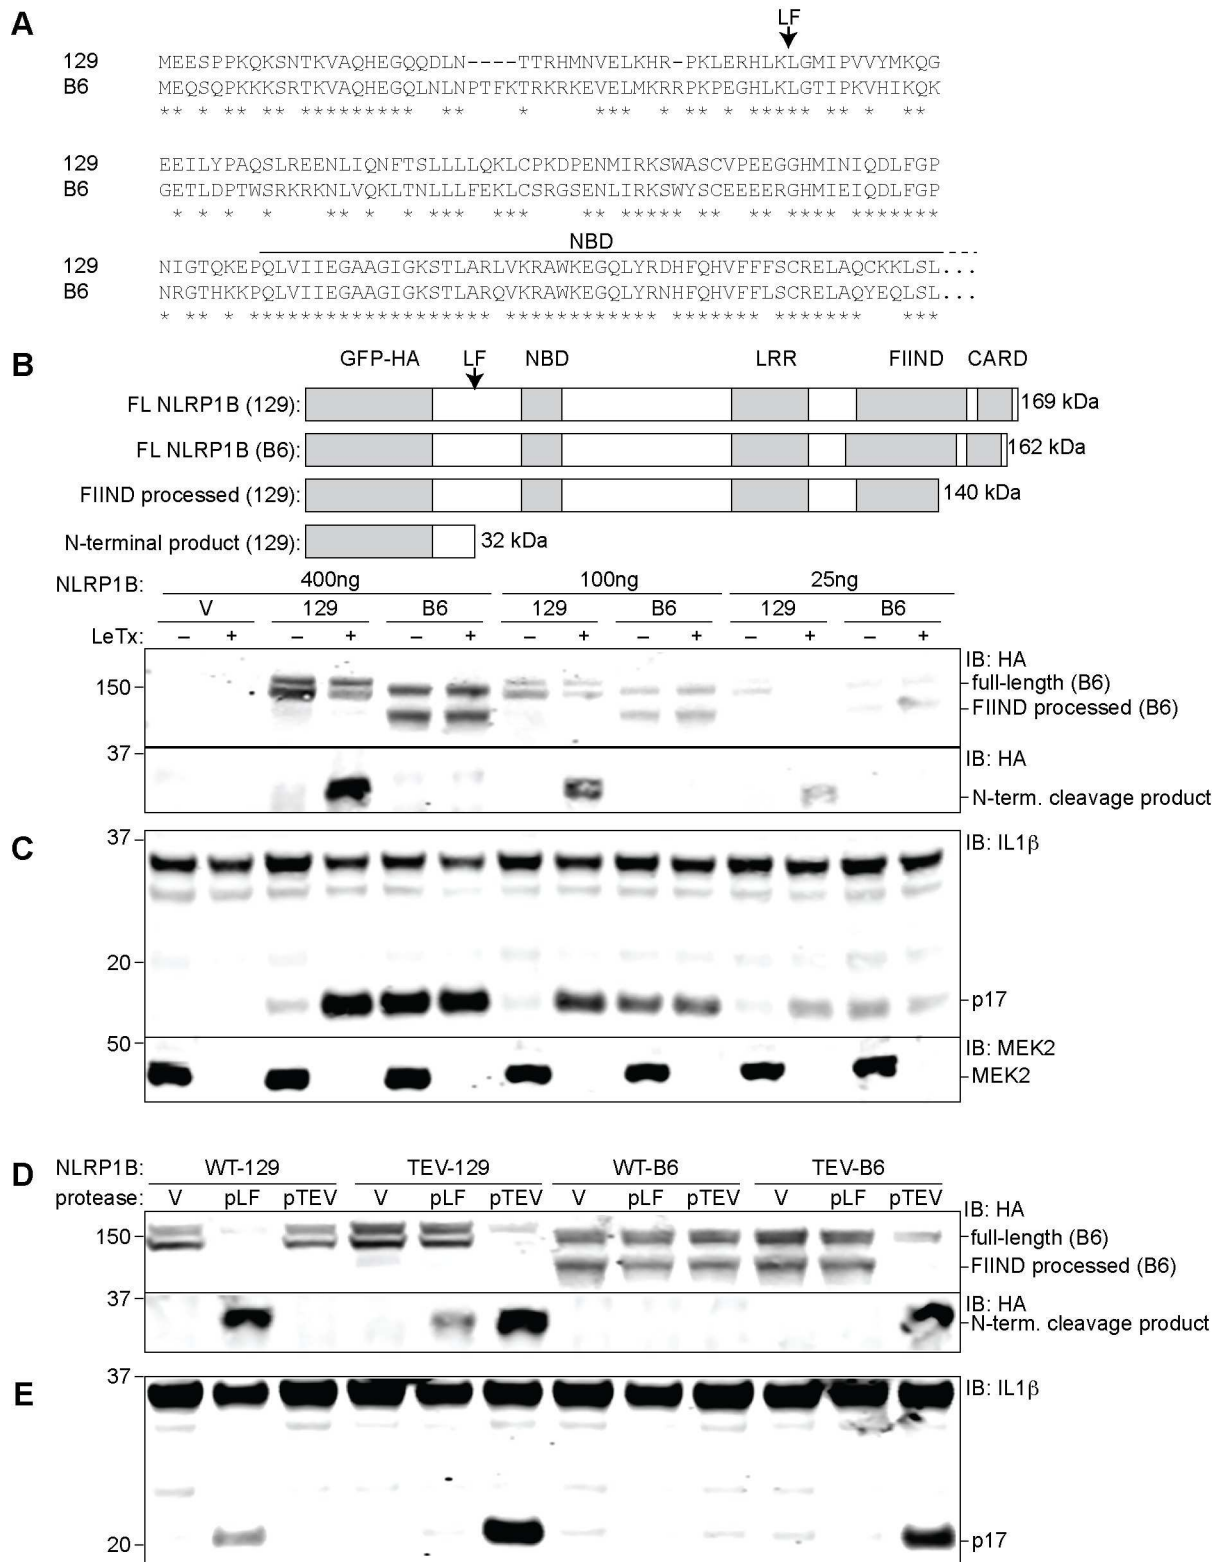 A
LF
129 MEESPPKQKSNTKVAQHEGQQDLN----TTRHMNVELKHR-PKLERHLKLGMIPVVYMKQG
B6 MEQSQPKKKSRTKVAQHEGQLNLNPTFKTRKRKEVELMKRRPKPEGHLKLGTIPKVHIKQK
129 EEILYPAQSLREENLIQNFTSLLLLQKLCPKDPENMIRKSWASCVPEEGGHMINIQDLFGP
B6 GETLDPTWSRKRKNLVQKLTNLLLFEKLCSRGSENLIRKSWYSCEEEERGHMIEIQDLFGP
NBD
129 NIGTQKEPQLVIIEGAAGIGKSTLARLVKRAWKEGQLYRDHFQHVFFFSCRELAQCKKLSL...
B6 NRGTHKKPQLVIIEGAAGIGKSTLARQVKRAWKEGQLYRNHFQHVFFLSCRELAQYEQLSL...
B
GFP-HA LF NBD LRR FIIND CARD
FL NLRP1B (129): 169 kDa
FL NLRP1B (B6): 162 kDa
FIIND processed (129): 140 kDa
N-terminal product (129): 32 kDa
NLRP1B: 400ng 100ng 25ng
V 129 B6 129 B6 129 B6
LeTx: – + – + – + – + – + – + – +
IB: HA
150 full-length (B6)
FIIND processed (B6)
37
IB: HA
N-term. cleavage product
C
37 IB: IL1β
20
p17
50 IB: MEK2
MEK2
D
NLRP1B: WT-129 TEV-129 WT-B6 TEV-B6
protease: V pLF pTEV V pLF pTEV V pLF pTEV V pLF pTEV
IB: HA
150 full-length (B6)
FIIND processed (B6)
37 IB: HA
N-term. cleavage product
E
37 IB: IL1β
20 p17